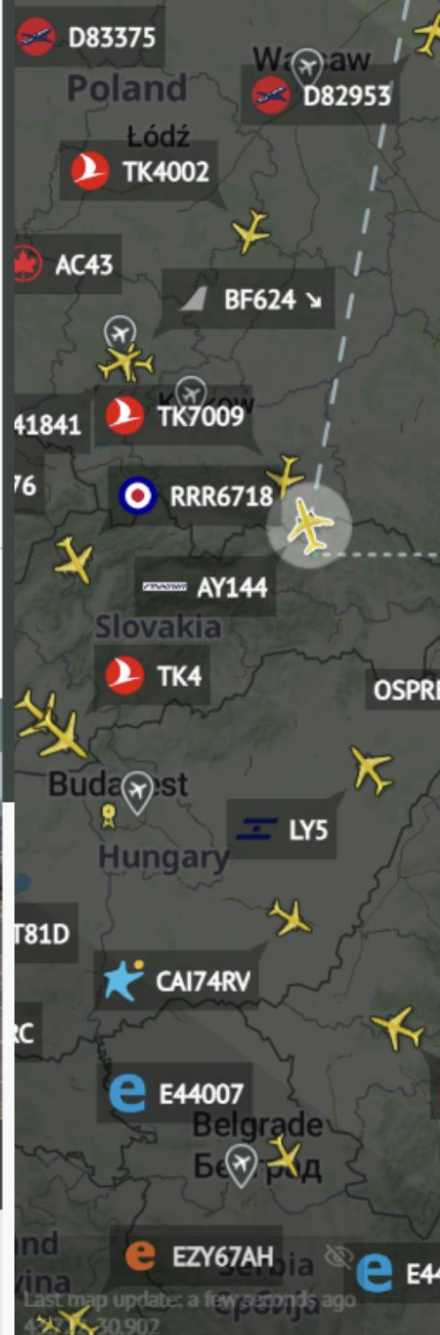 D83375
Warsaw
Poland
D82953
Łódź
TK4002
AC43
BF624 ↘
TK7009
41841
76
RRR6718
AY144
Slovakia
TK4
OSPRE
Budapest
LY5
Hungary
T81D
CAI74RV
RC
E44007
Belgrade
Београд
EZY67AH
Serbia
E44
Србија
Last map update: a few seconds ago